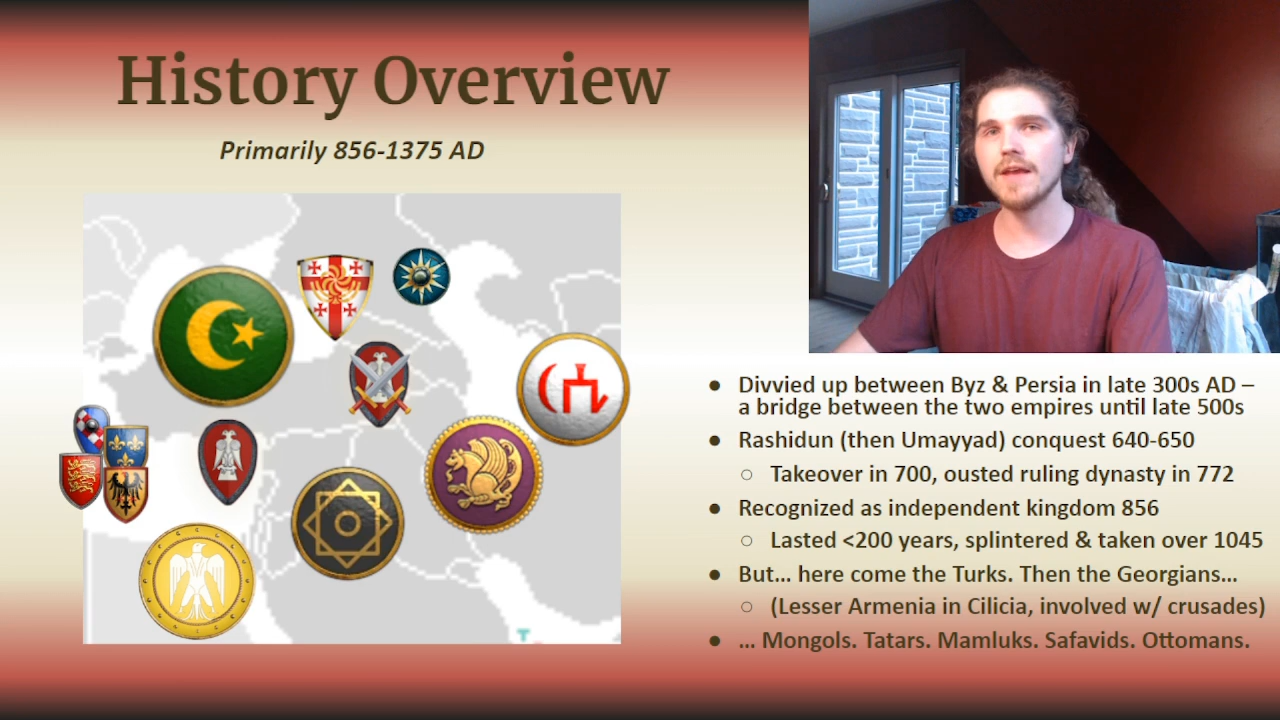 History Overview
Primarily 856-1375 AD
● Divvied up between Byz & Persia in late 300s AD –
a bridge between the two empires until late 500s
● Rashidun (then Umayyad) conquest 640-650
○ Takeover in 700, ousted ruling dynasty in 772
● Recognized as independent kingdom 856
○ Lasted <200 years, splintered & taken over 1045
● But... here come the Turks. Then the Georgians...
○ (Lesser Armenia in Cilicia, involved w/ crusades)
● ... Mongols. Tatars. Mamluks. Safavids. Ottomans.